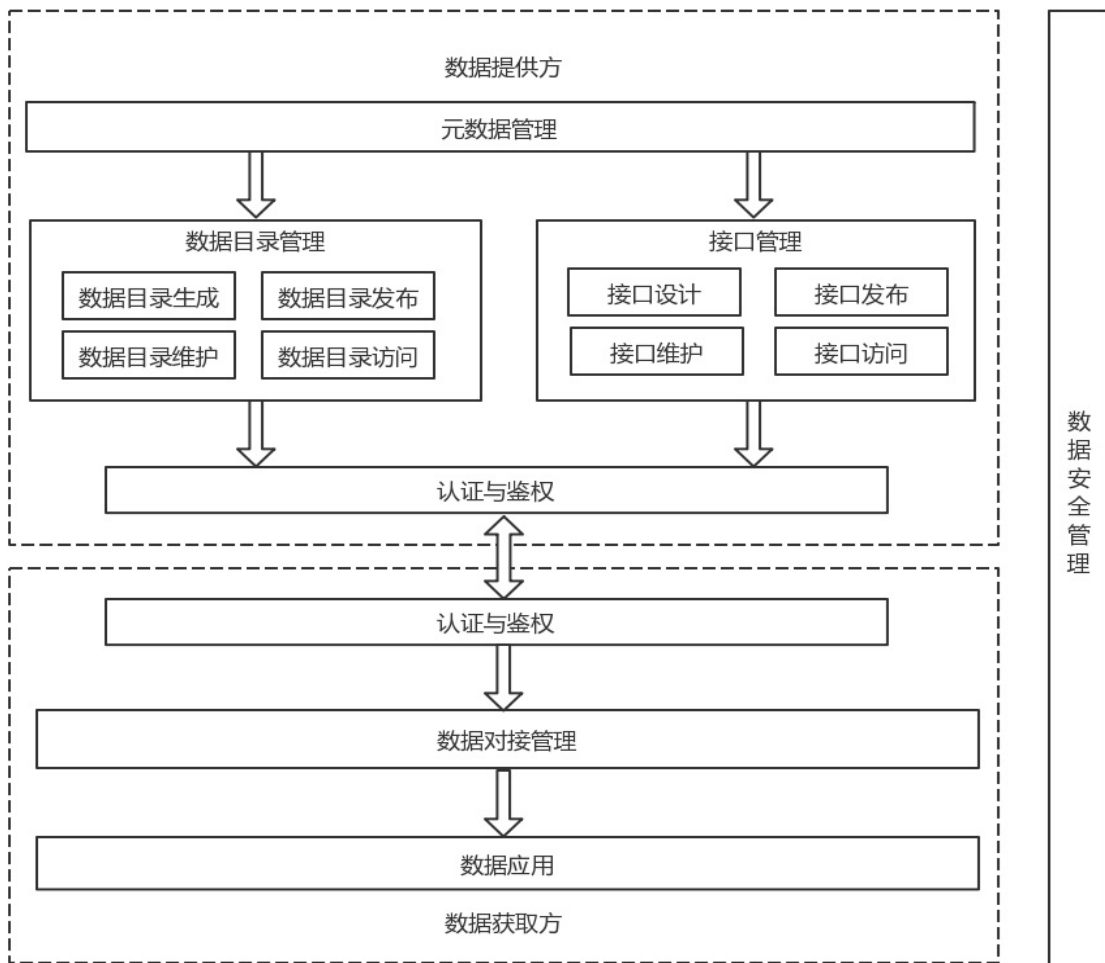 数据提供方
元数据管理
数据目录管理
数据目录生成
数据目录发布
数据目录维护
数据目录访问
接口管理
接口设计
接口发布
接口维护
接口访问
认证与鉴权
认证与鉴权
数据对接管理
数据应用
数据获取方
数据安全管理